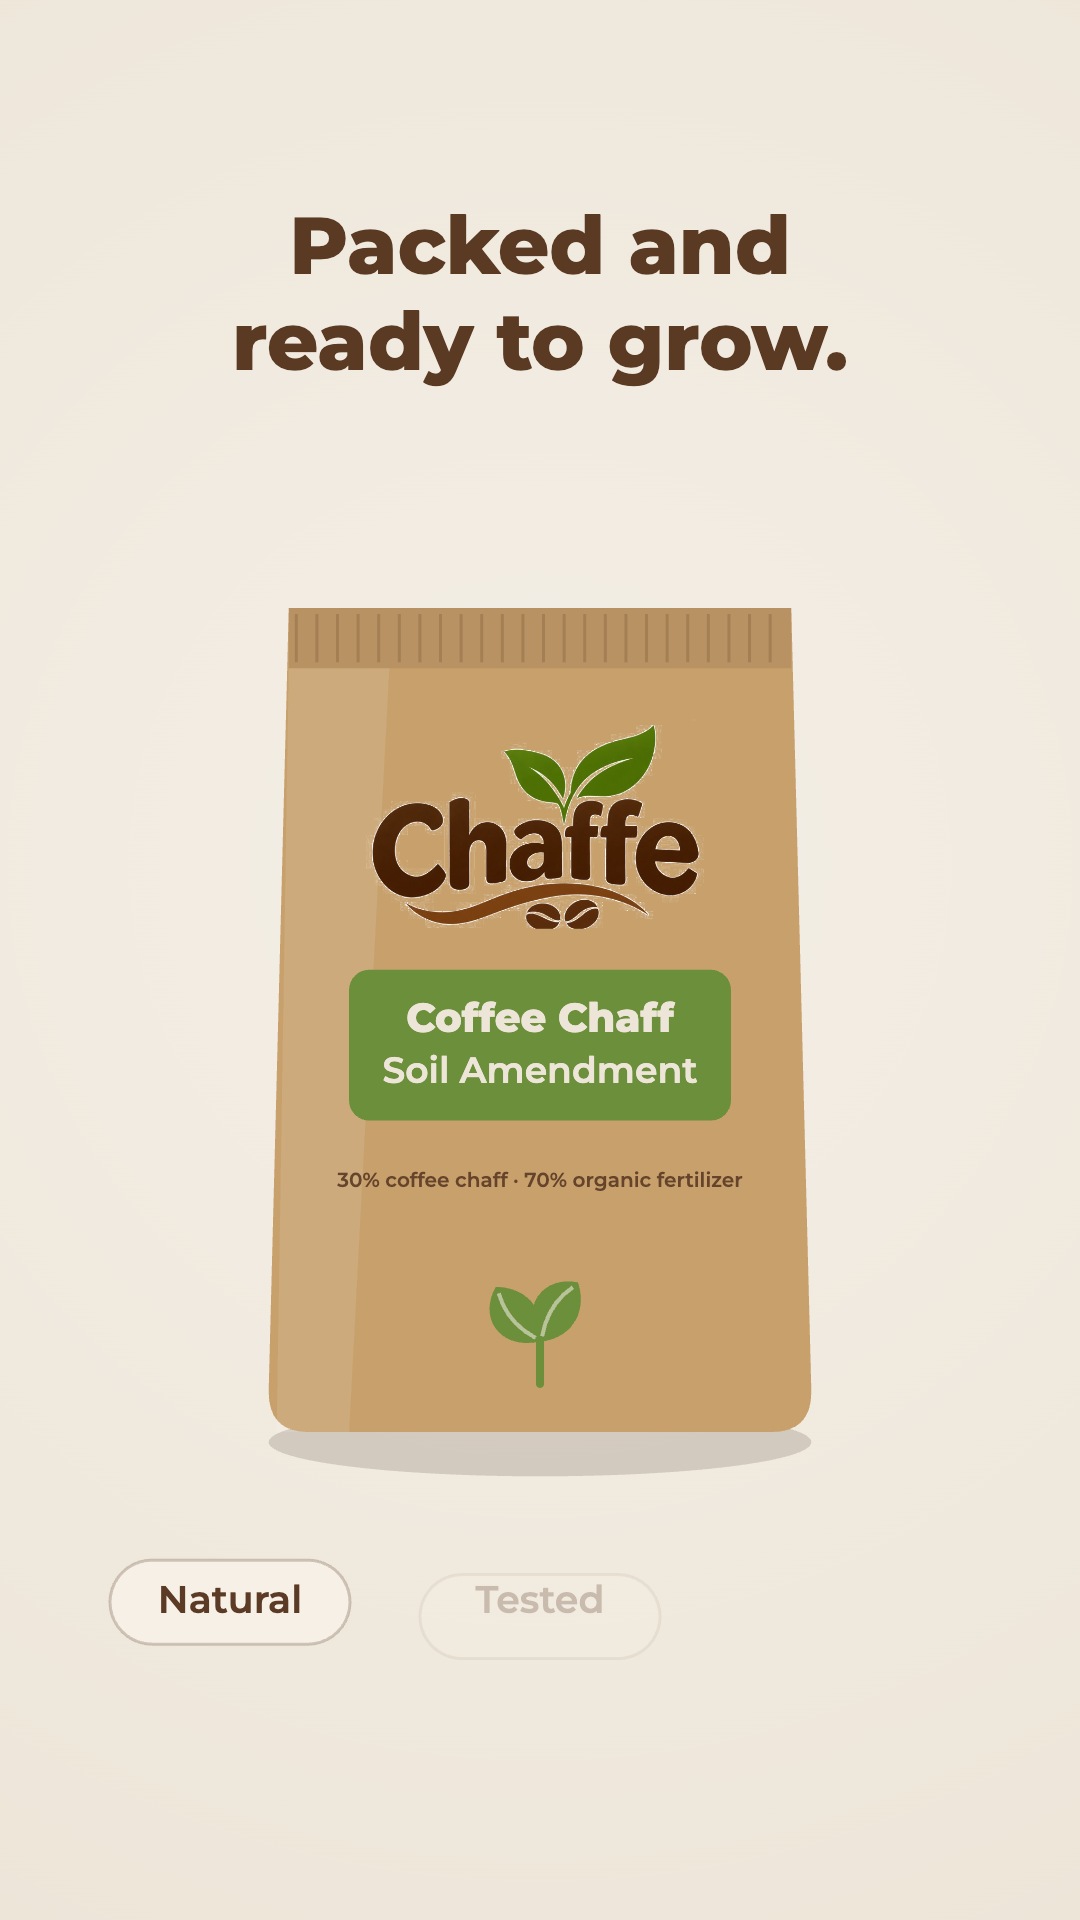 Packed and
ready to grow.
Chaffe
Coffee Chaff
Soil Amendment
30% coffee chaff · 70% organic fertilizer
Natural
Tested